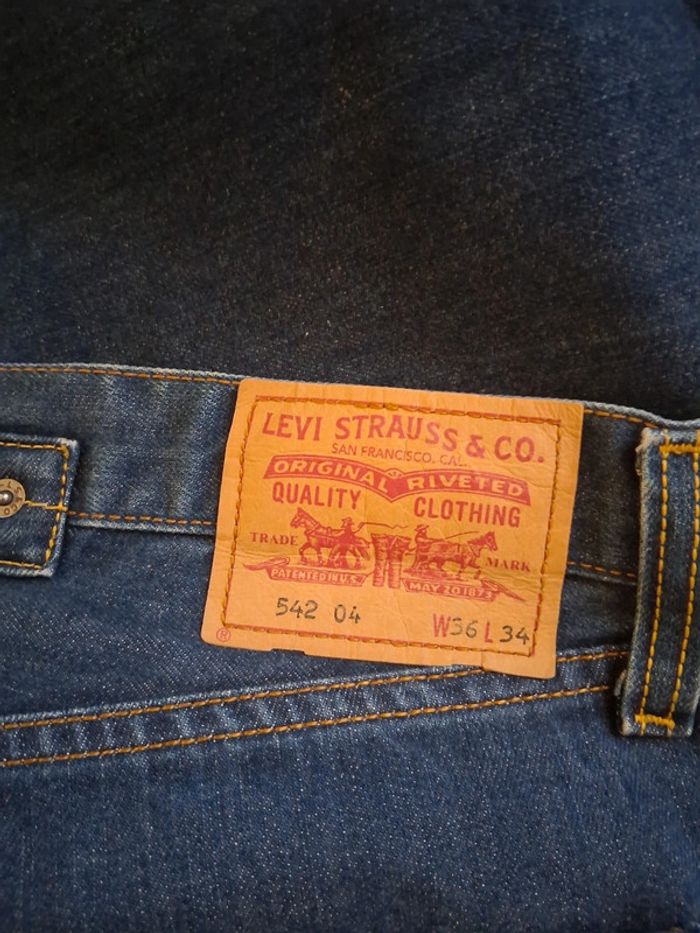 LEVI STRAUSS & CO.
SAN FRANCISCO. CAL.
ORIGINAL RIVETED
QUALITY CLOTHING
TRADE MARK
PATENTED IN U.S. MAY 20 1873
542 04 W36 L34
®